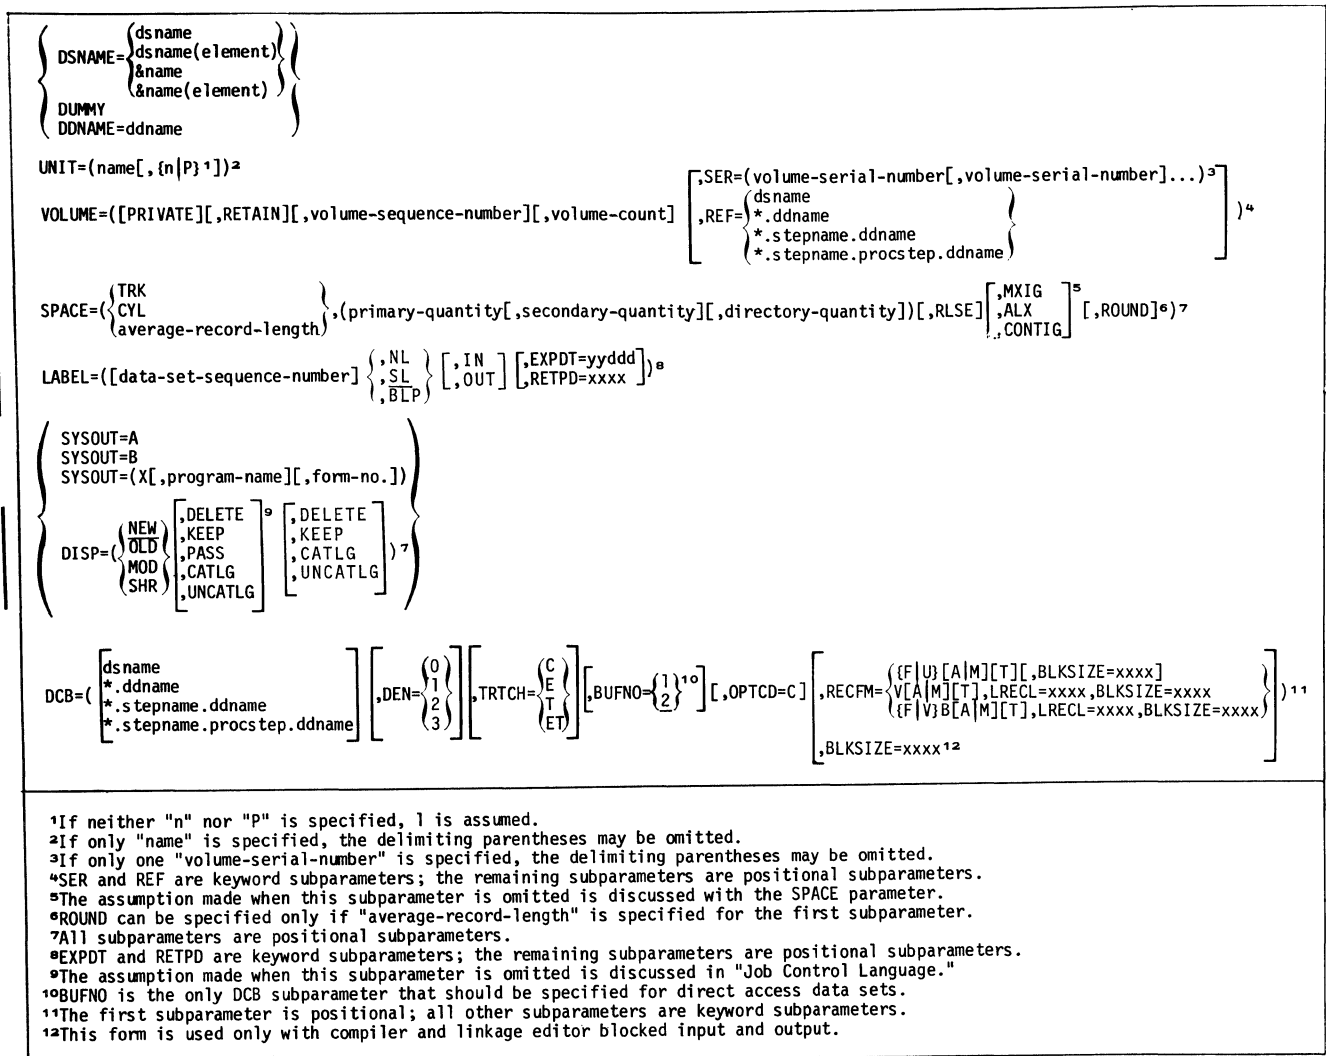 DSNAME={dsname
dsname(element)
&name
&name(element)}
DUMMY
DDNAME=ddname
UNIT=(name[,{n|P}¹])²
VOLUME=([PRIVATE][,RETAIN][,volume-sequence-number][,volume-count] [,SER=(volume-serial-number[,volume-serial-number]...)³
,REF={dsname
*.ddname
*.stepname.ddname
*.stepname.procstep.ddname}])⁴
SPACE=({TRK
CYL
average-record-length},(primary-quantity[,secondary-quantity][,directory-quantity])[,RLSE][,MXIG
,ALX
,CONTIG]⁵[,ROUND]⁶)⁷
LABEL=([data-set-sequence-number]{,NL
,SL
,BLP}[,IN
,OUT][,EXPDT=yyddd
,RETPD=xxxx])⁸
SYSOUT=A
SYSOUT=B
SYSOUT=(X[,program-name][,form-no.])
DISP=({NEW
OLD
MOD
SHR}[,DELETE
,KEEP
,PASS
,CATLG
,UNCATLG]⁹[,DELETE
,KEEP
,CATLG
,UNCATLG])⁷
DCB=([dsname
*.ddname
*.stepname.ddname
*.stepname.procstep.ddname][,DEN={0
1
2
3}][,TRTCH={C
E
T
ET}][,BUFNO={1
2}¹⁰][,OPTCD=C][,RECFM={{F|U}[A|M][T][,BLKSIZE=xxxx]
V[A|M][T],LRECL=xxxx,BLKSIZE=xxxx
{F|V}B[A|M][T],LRECL=xxxx,BLKSIZE=xxxx}
,BLKSIZE=xxxx¹²])¹¹
¹If neither "n" nor "P" is specified, 1 is assumed.
²If only "name" is specified, the delimiting parentheses may be omitted.
³If only one "volume-serial-number" is specified, the delimiting parentheses may be omitted.
⁴SER and REF are keyword subparameters; the remaining subparameters are positional subparameters.
⁵The assumption made when this subparameter is omitted is discussed with the SPACE parameter.
⁶ROUND can be specified only if "average-record-length" is specified for the first subparameter.
⁷All subparameters are positional subparameters.
⁸EXPDT and RETPD are keyword subparameters; the remaining subparameters are positional subparameters.
⁹The assumption made when this subparameter is omitted is discussed in "Job Control Language."
¹⁰BUFNO is the only DCB subparameter that should be specified for direct access data sets.
¹¹The first subparameter is positional; all other subparameters are keyword subparameters.
¹²This form is used only with compiler and linkage editor blocked input and output.